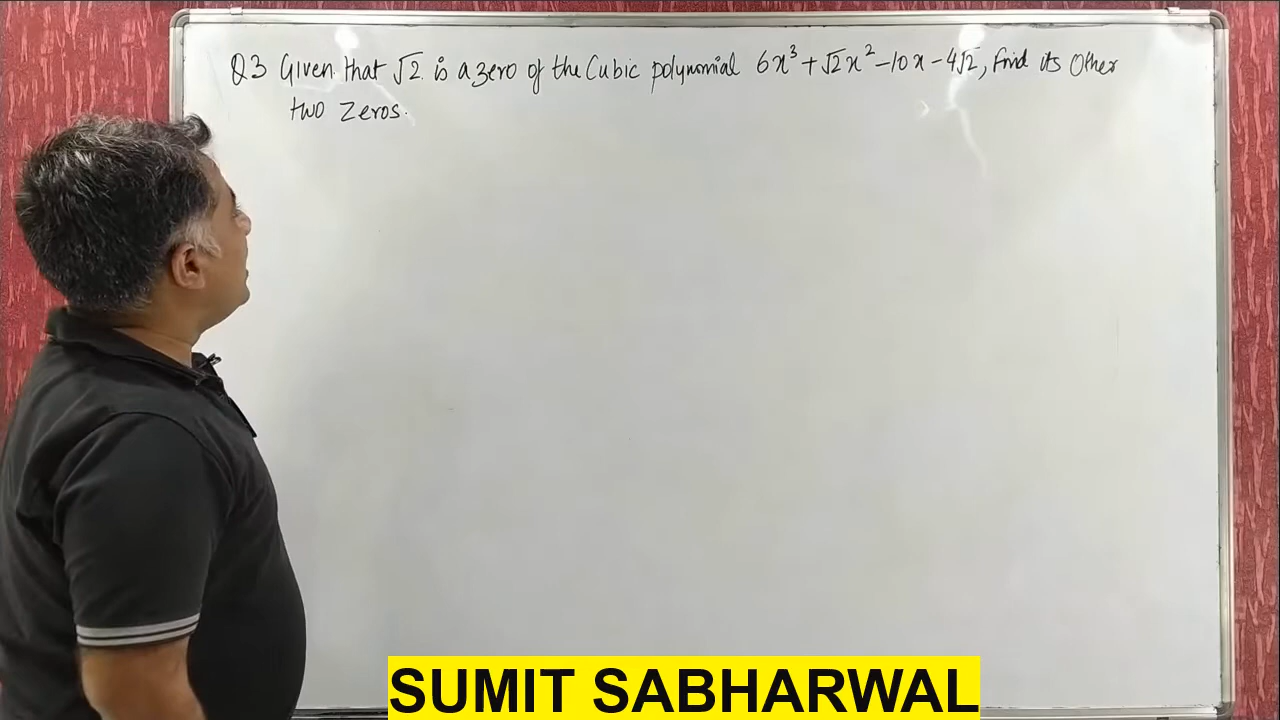 Q3 Given that √2 is a zero of the Cubic polynomial 6x³+√2x²-10x-4√2, find its Other
two Zeros.
SUMIT SABHARWAL